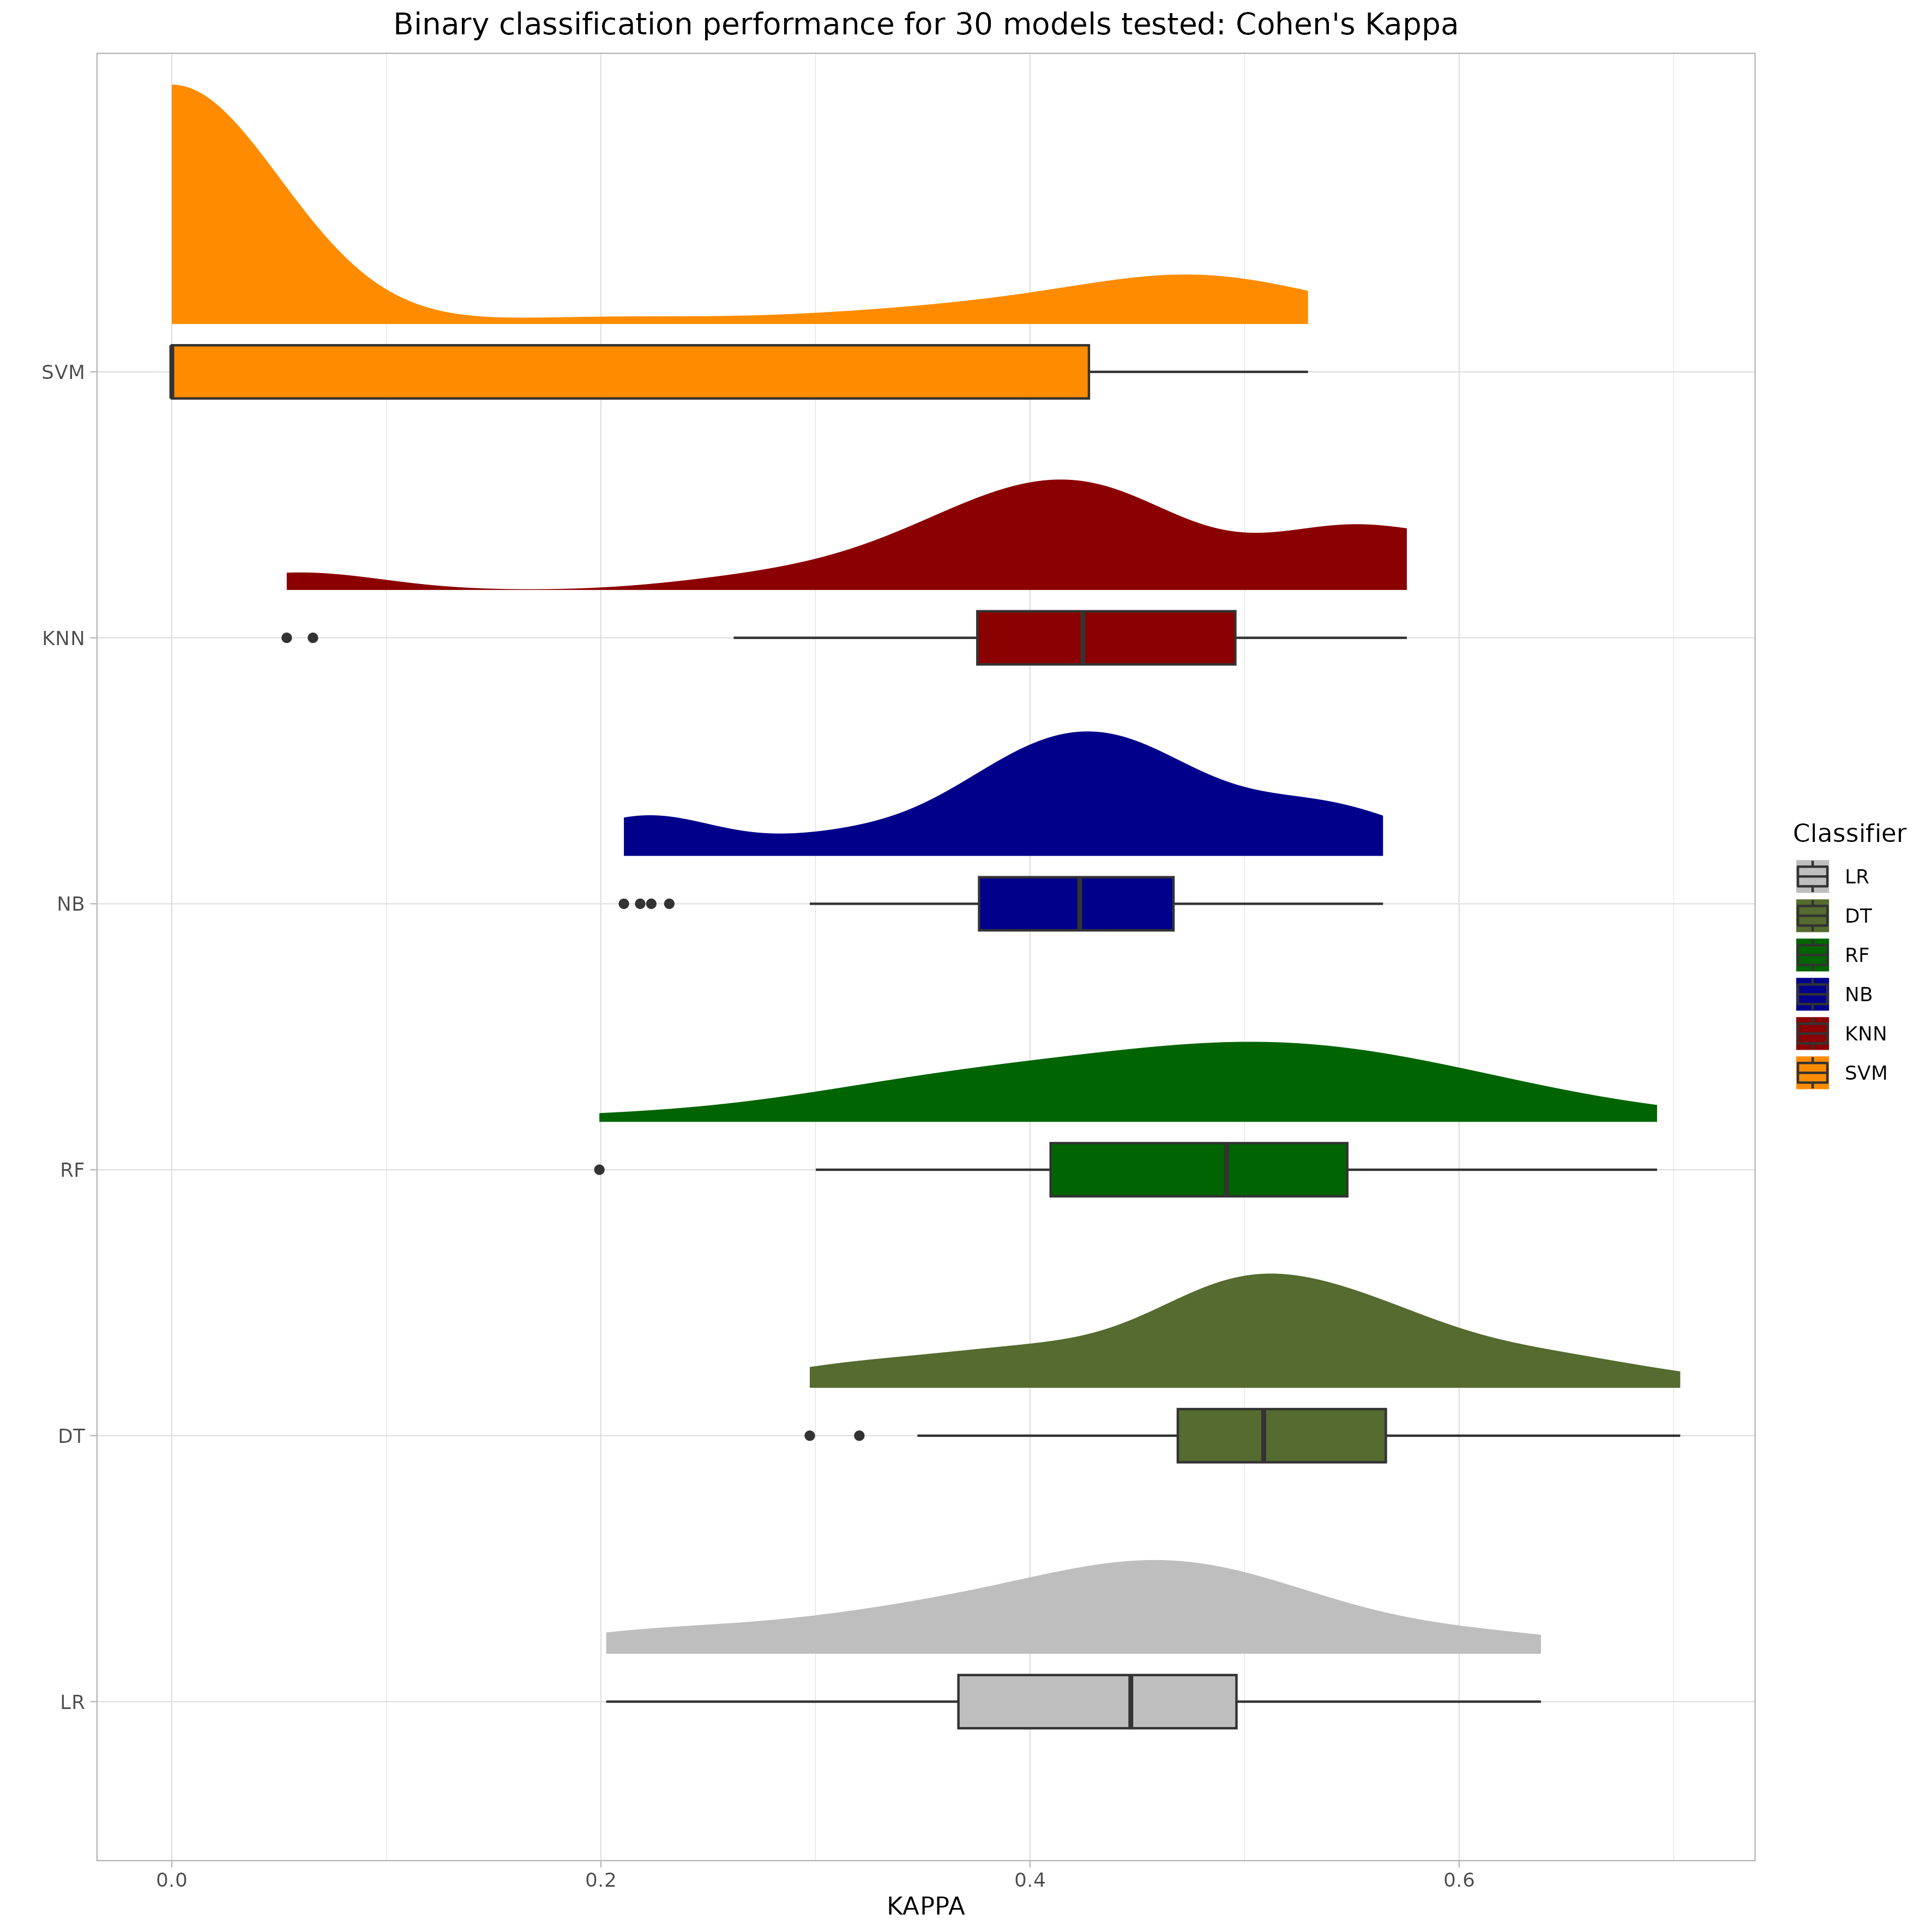 Binary classification performance for 30 models tested: Cohen's Kappa
SVM
KNN
NB
RF
DT
LR
0.0 0.2 0.4 0.6
KAPPA
Classifier
LR
DT
RF
NB
KNN
SVM